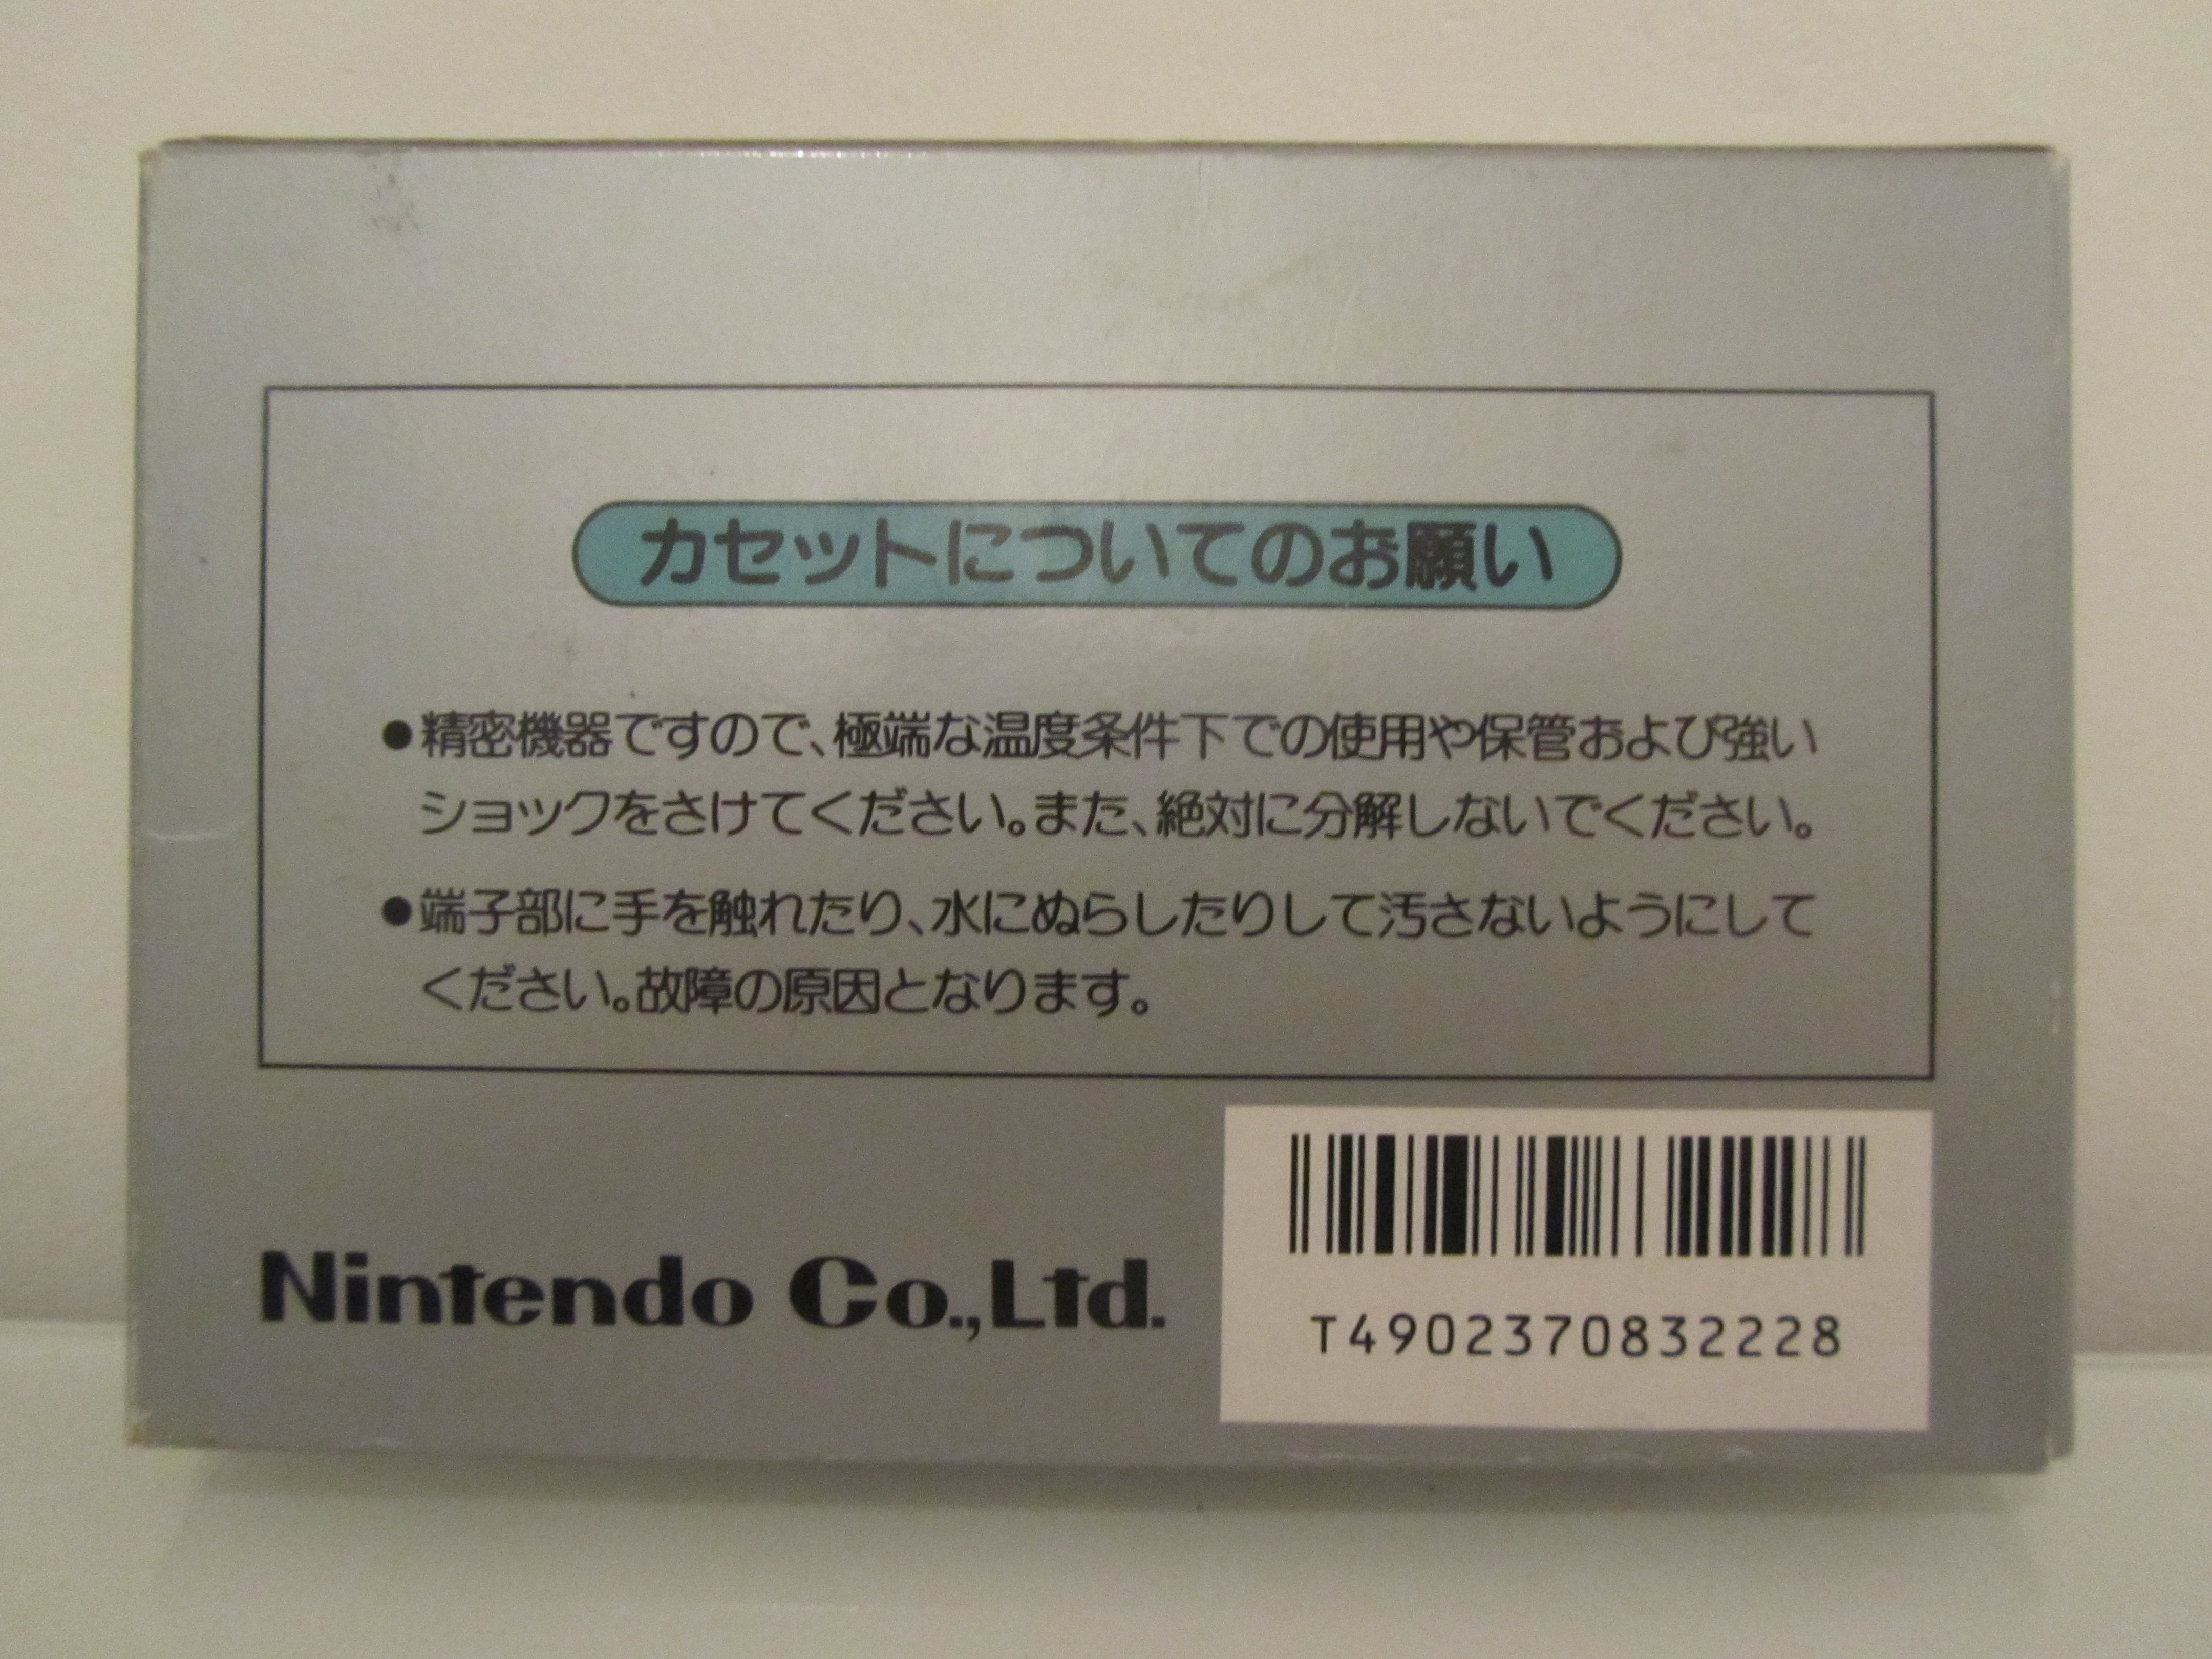 カセットについてのお願い
●精密機器ですので、極端な温度条件下での使用や保管および強い
ショックをさけてください。また、絶対に分解しないでください。
●端子部に手を触れたり、水にぬらしたりして汚さないようにして
ください。故障の原因となります。
Nintendo Co.,Ltd.
T4902370832228